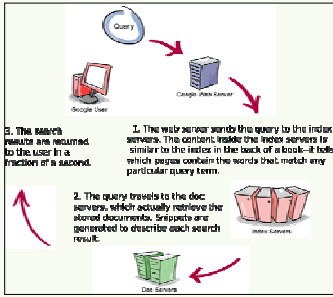 Query
Google User
Google Web Server
3. The search
results are returned
to the user in a
fraction of a second.
1. The web server sends the query to the index
servers. The content inside the index servers is
similar to the index in the back of a book--it tells
which pages contain the words that match any
particular query term.
2. The query travels to the doc
servers, which actually retrieve the
stored documents. Snippets are
generated to describe each search
result.
Index Servers
Doc Servers